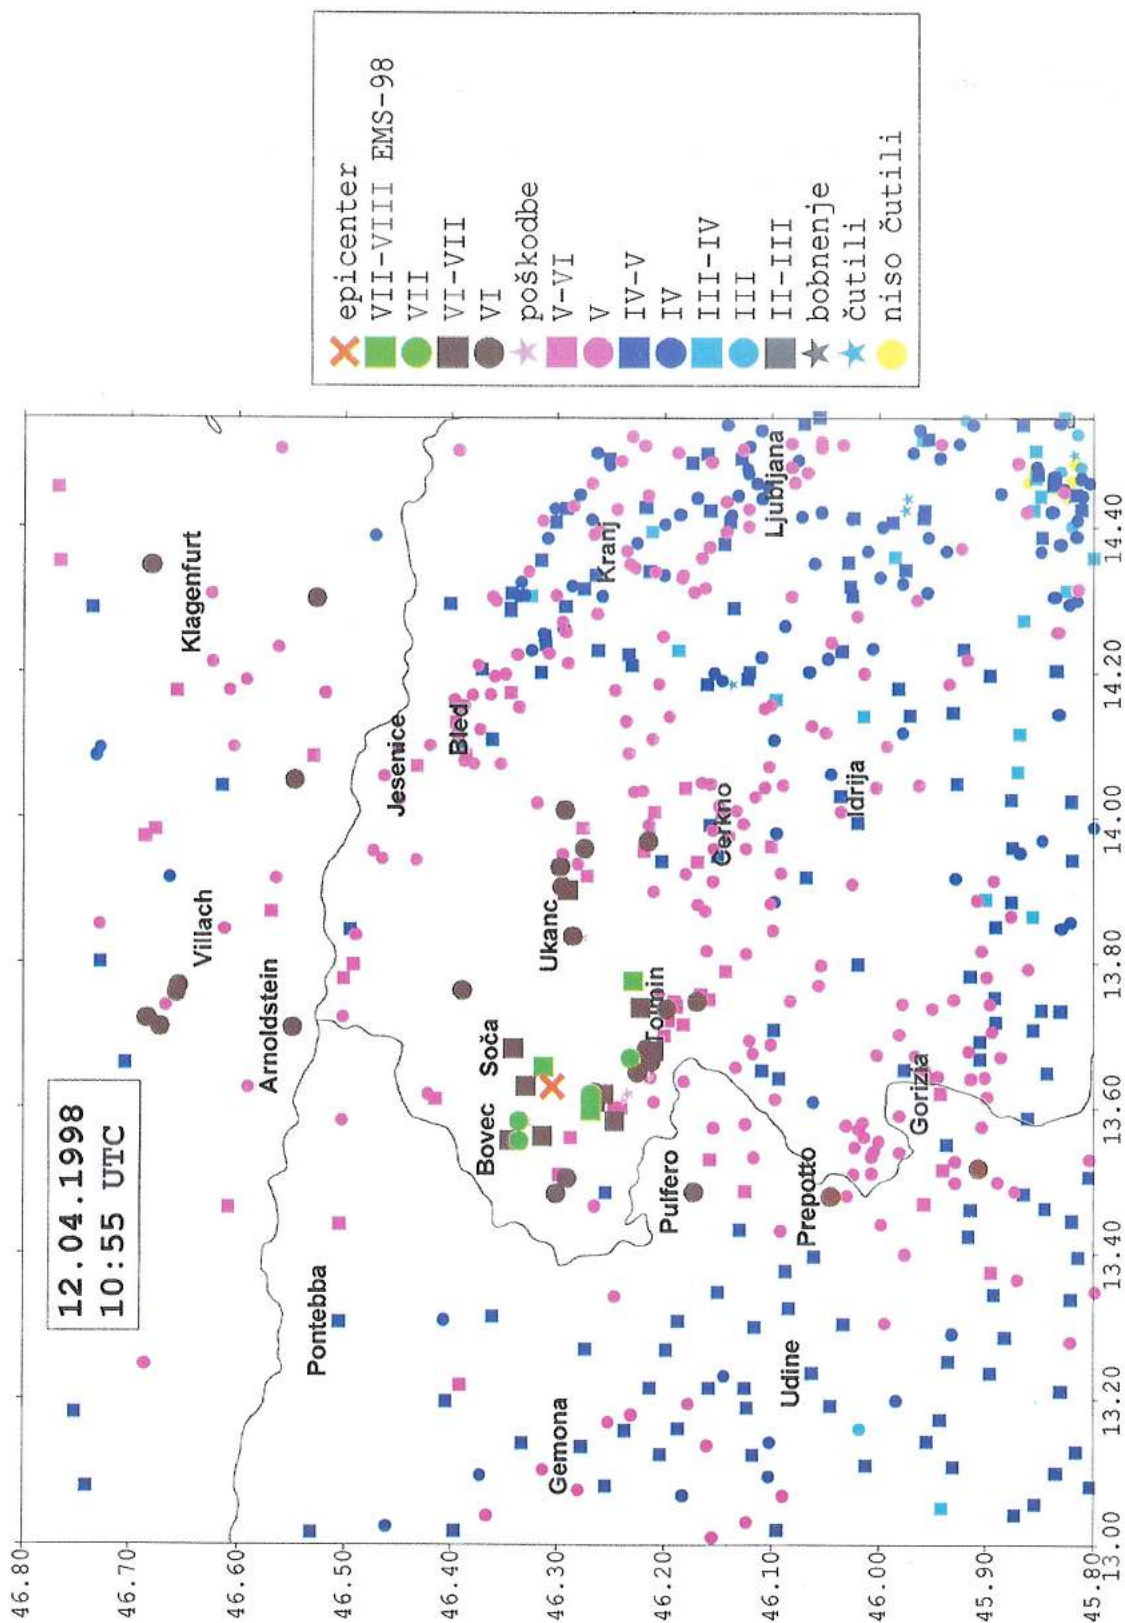 12.04.1998
10:55 UTC
Klagenfurt
Villach
Arnoldstein
Pontebba
Jesenice
Bled
Kranj
Ljubljana
Ukanc
Cerkno
Idrija
Soča
Bovec
Tolmin
Pulfero
Prepotto
Gorizia
Gemona
Udine
46.80
46.70
46.60
46.50
46.40
46.30
46.20
46.10
46.00
45.90
45.80
13.00
13.20
13.40
13.60
13.80
14.00
14.20
14.40
epicenter
VII-VIII EMS-98
VII
VI-VII
VI
poškodbe
V-VI
V
IV-V
IV
III-IV
III
II-III
bobnenje
čutili
niso čutili